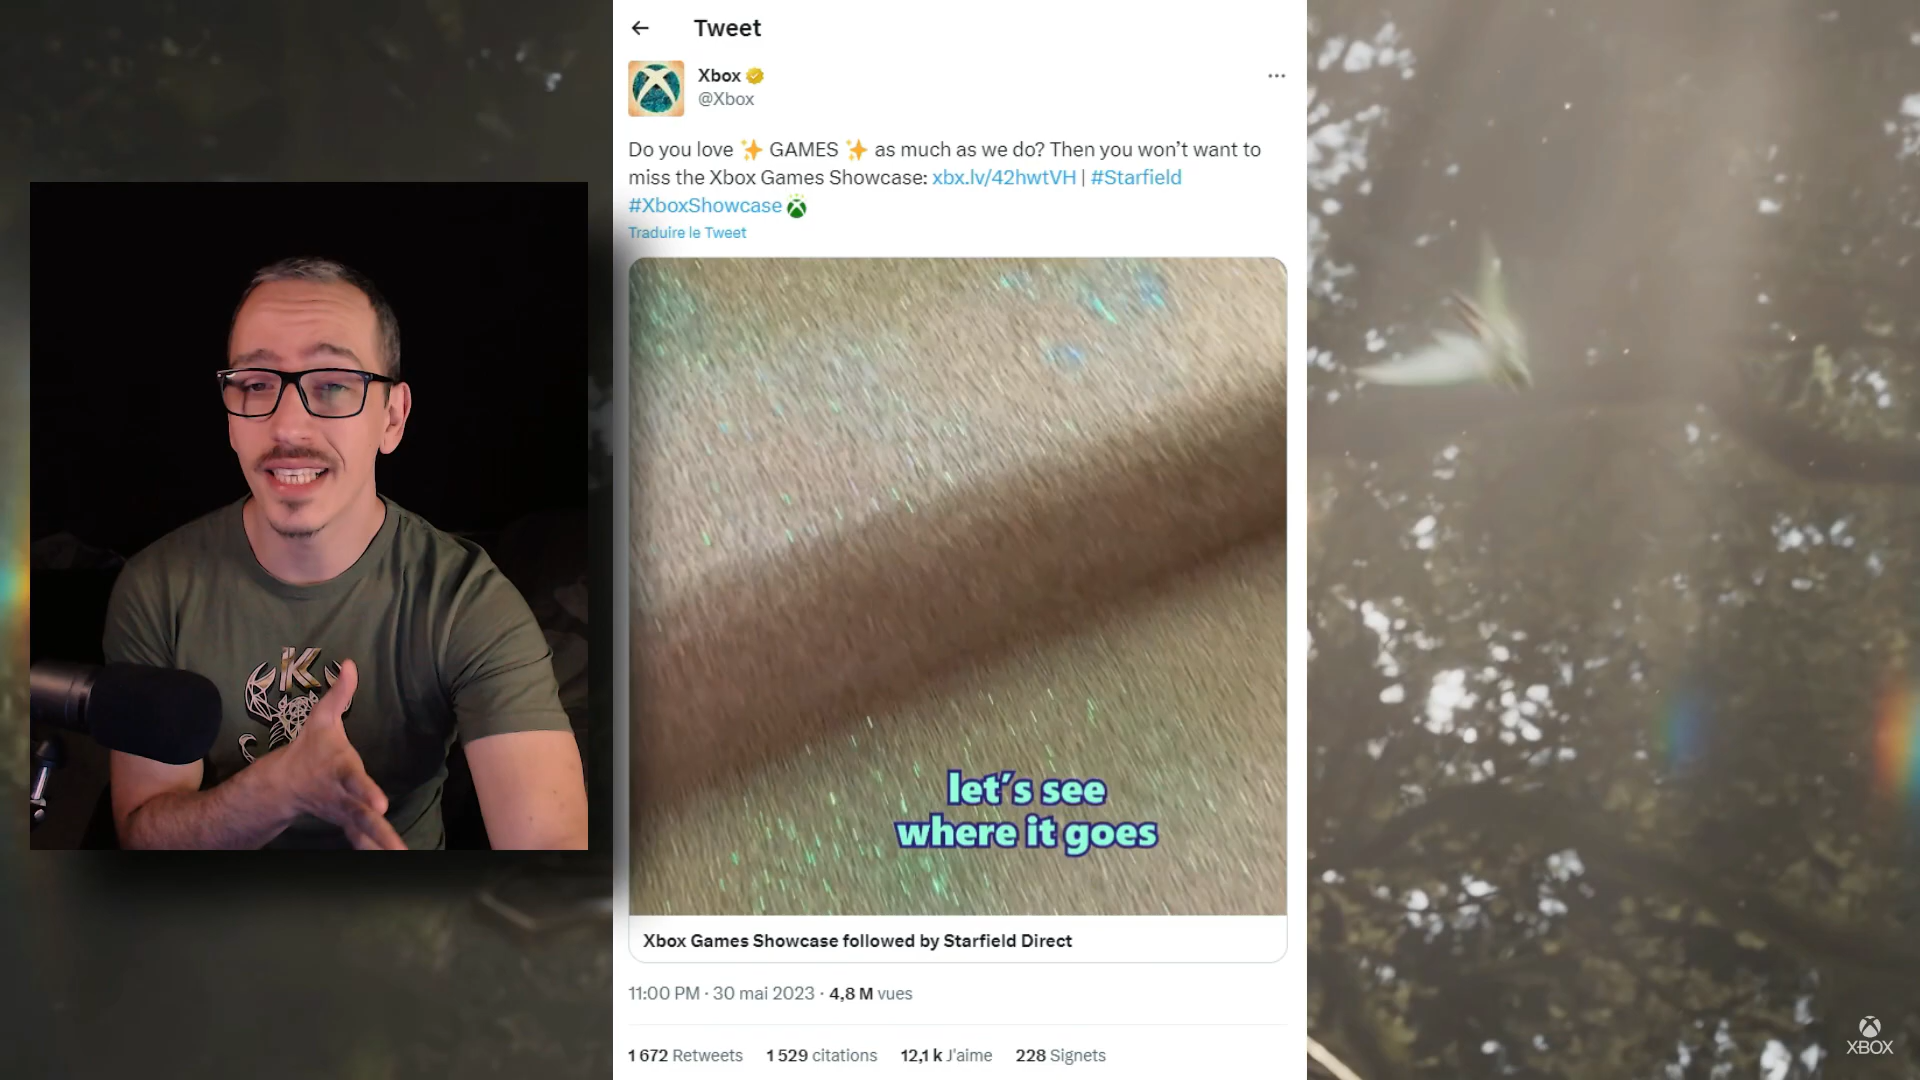 Tweet
Xbox
@Xbox
Do you love ✨ GAMES ✨ as much as we do? Then you won’t want to
miss the Xbox Games Showcase: xbx.lv/42hwtVH | #Starfield
#XboxShowcase
Traduire le Tweet
let’s see
where it goes
Xbox Games Showcase followed by Starfield Direct
11:00 PM · 30 mai 2023 · 4,8 M vues
1 672 Retweets 1 529 citations 12,1 k J’aime 228 Signets
K
XBOX